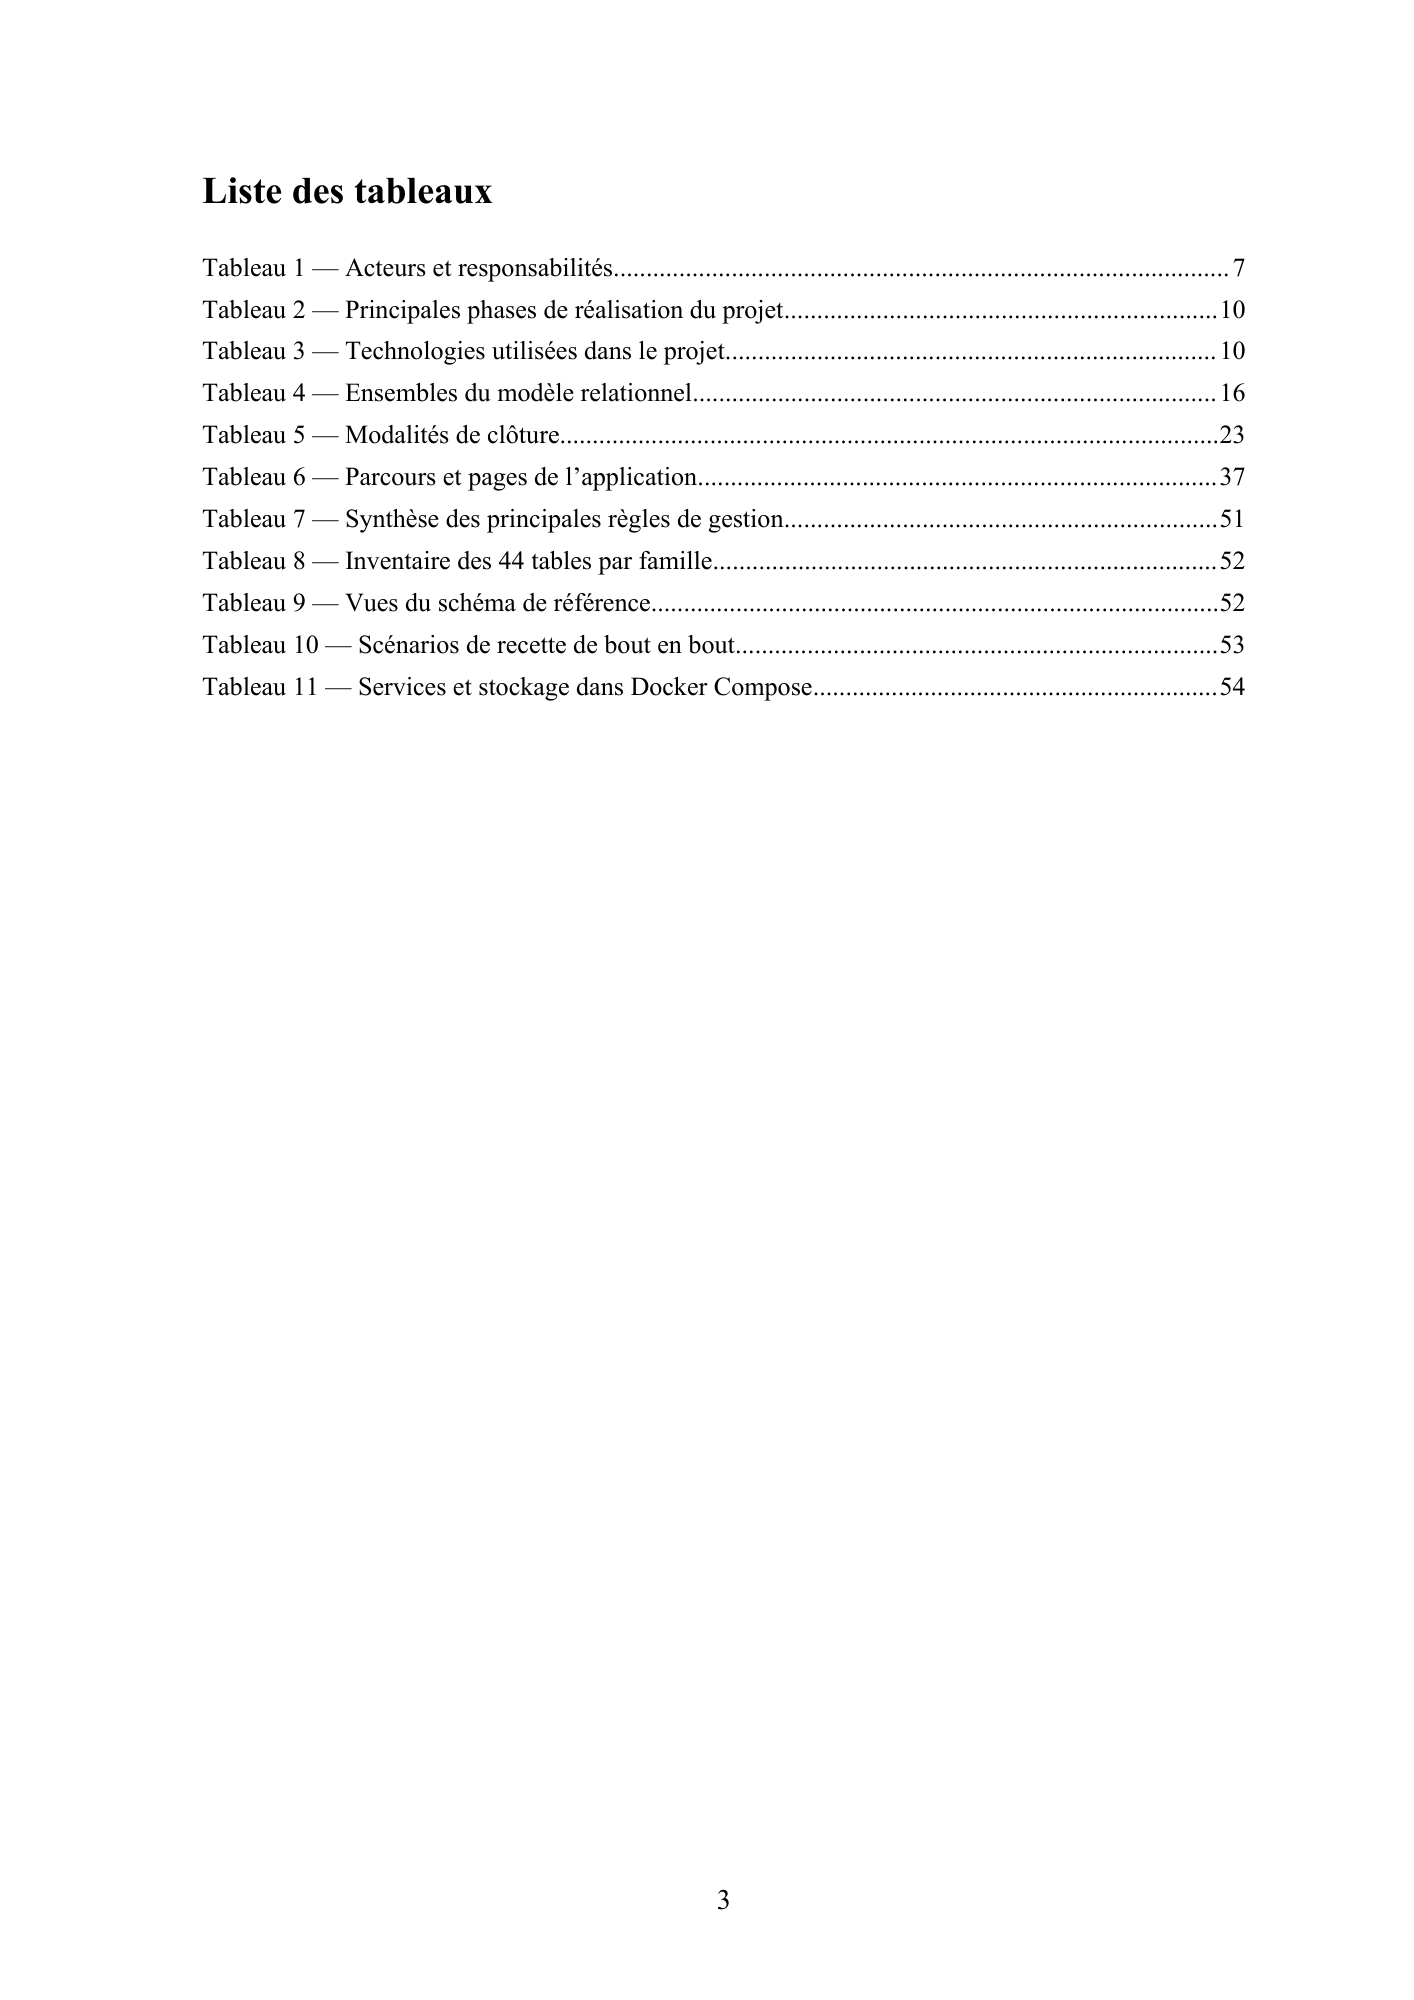 Liste des tableaux
Tableau 1 — Acteurs et responsabilités....................................................................................................7
Tableau 2 — Principales phases de réalisation du projet....................................................................10
Tableau 3 — Technologies utilisées dans le projet.............................................................................10
Tableau 4 — Ensembles du modèle relationnel..................................................................................16
Tableau 5 — Modalités de clôture......................................................................................................23
Tableau 6 — Parcours et pages de l’application.................................................................................37
Tableau 7 — Synthèse des principales règles de gestion....................................................................51
Tableau 8 — Inventaire des 44 tables par famille...............................................................................52
Tableau 9 — Vues du schéma de référence........................................................................................52
Tableau 10 — Scénarios de recette de bout en bout...........................................................................53
Tableau 11 — Services et stockage dans Docker Compose...............................................................54
3